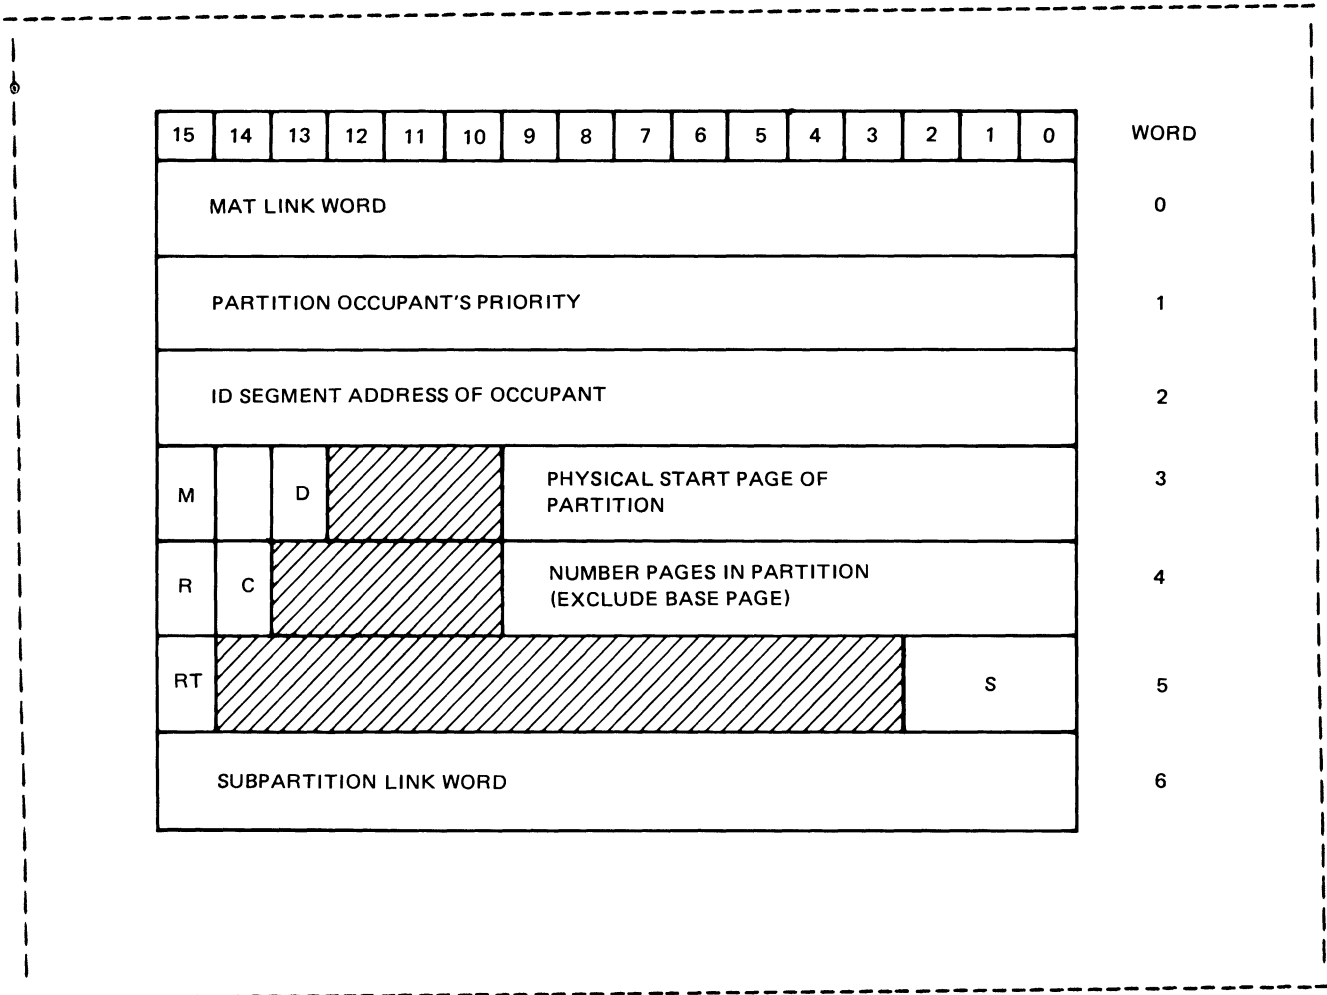 15 14 13 12 11 10 9 8 7 6 5 4 3 2 1 0 WORD
MAT LINK WORD 0
PARTITION OCCUPANT'S PRIORITY 1
ID SEGMENT ADDRESS OF OCCUPANT 2
M D PHYSICAL START PAGE OF 3
PARTITION
R C NUMBER PAGES IN PARTITION 4
(EXCLUDE BASE PAGE)
RT S 5
SUBPARTITION LINK WORD 6